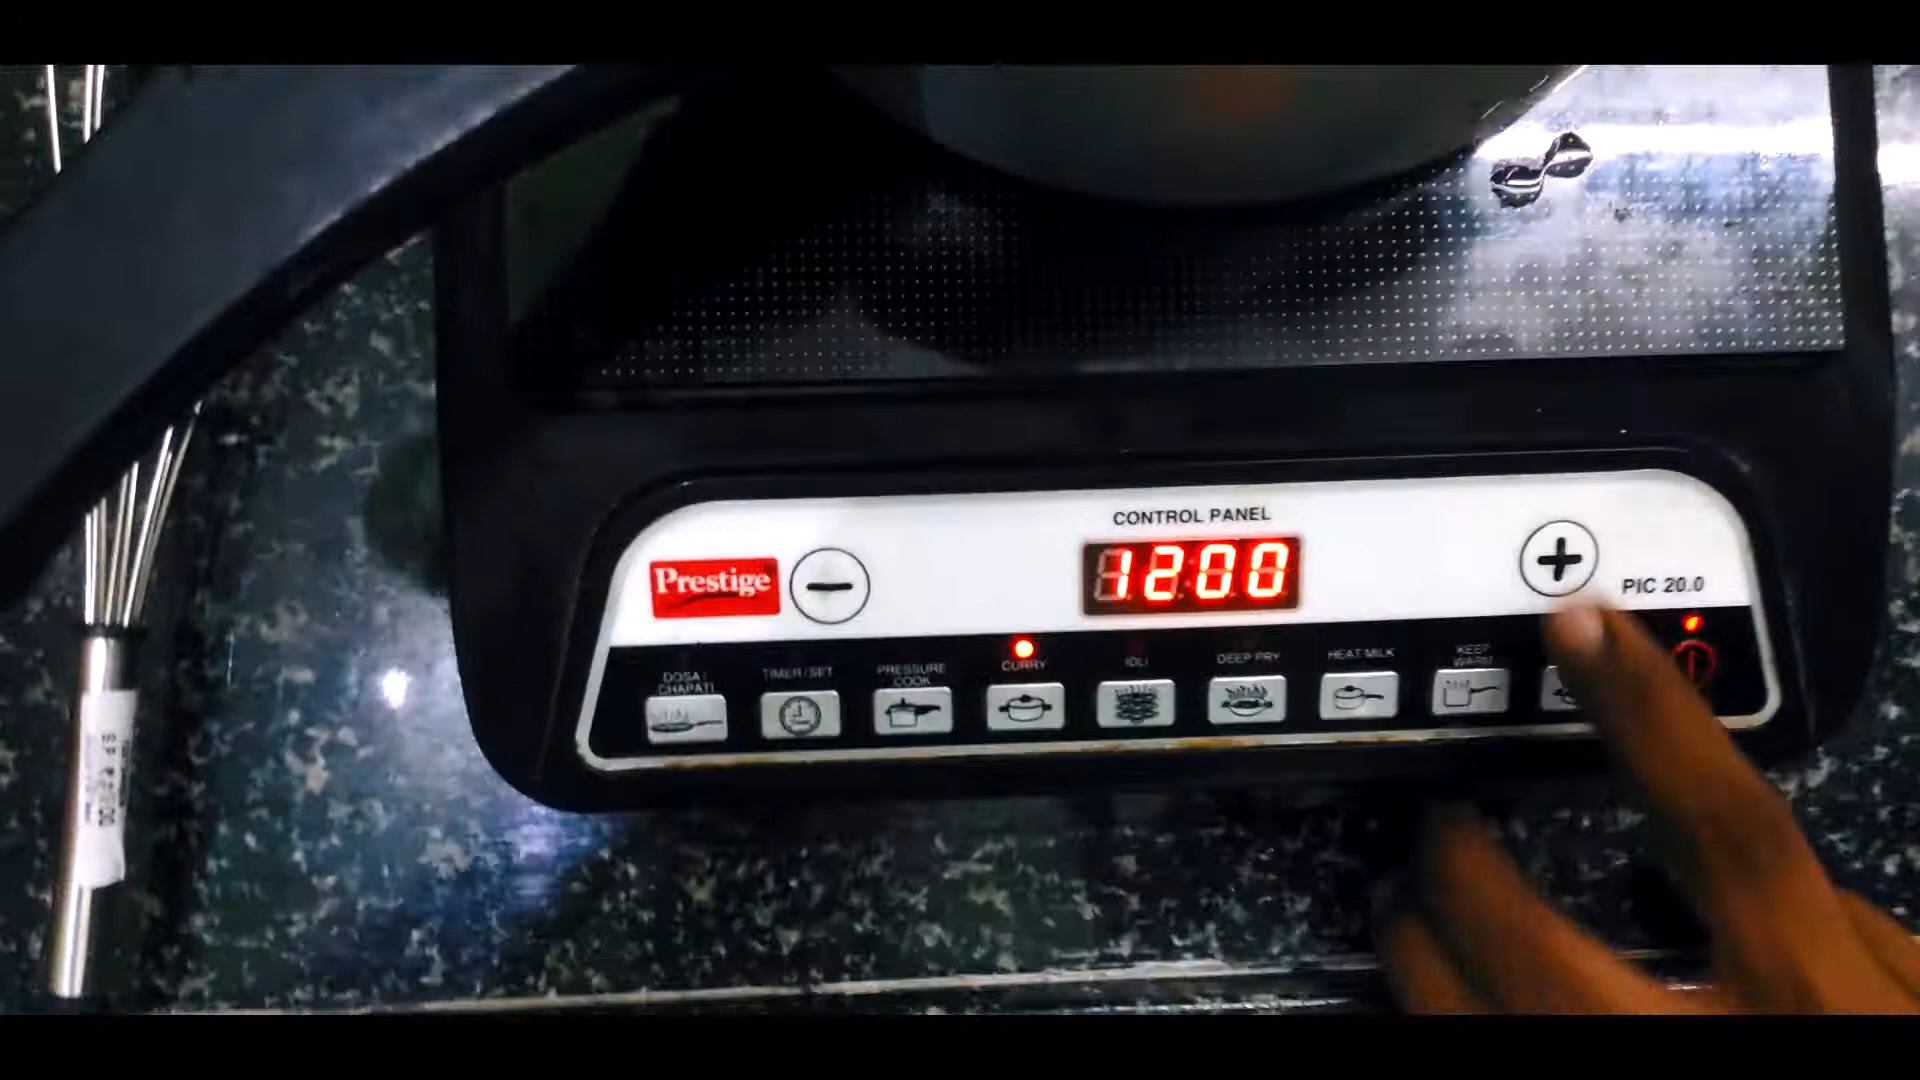 CONTROL PANEL
Prestige
1200
PIC 20.0
DOSA/
CHAPATI
TIMER/SET
PRESSURE
COOK
CURRY
IDLI
DEEP FRY
HEAT MILK
KEEP
WARM